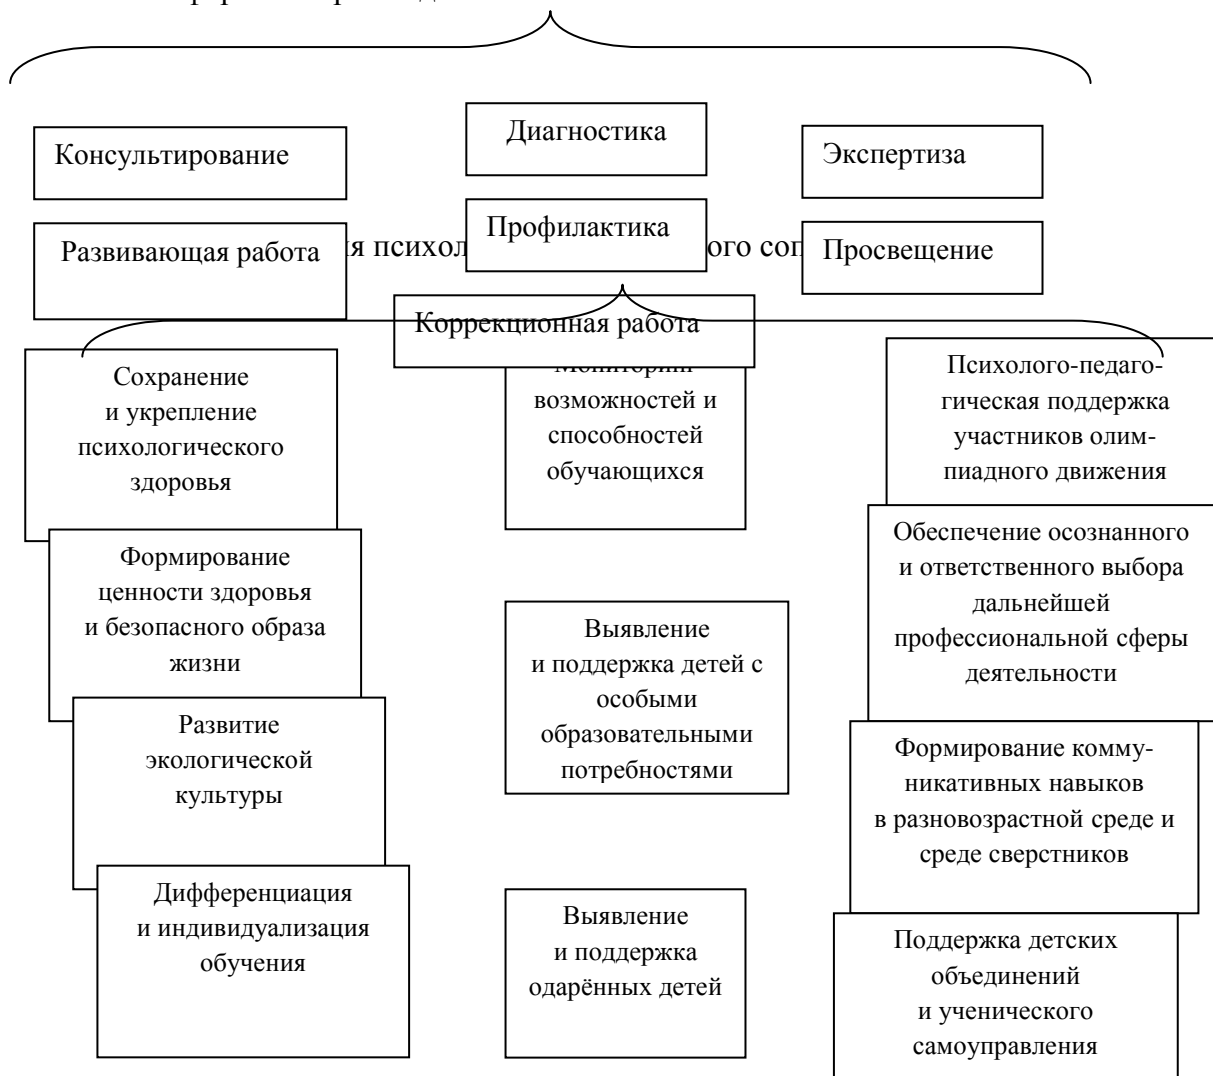 Диагностика
Консультирование
Экспертиза
Профилактика
Развивающая работа
Просвещение
Коррекционная работа
Сохранение
и укрепление
психологического
здоровья
возможностей и
способностей
обучающихся
Психолого-педаго-
гическая поддержка
участников олим-
пиадного движения
Формирование
ценности здоровья
и безопасного образа
жизни
Выявление
и поддержка детей с
особыми
образовательными
потребностями
Обеспечение осознанного
и ответственного выбора
дальнейшей
профессиональной сферы
деятельности
Развитие
экологической
культуры
Формирование комму-
никативных навыков
в разновозрастной среде и
среде сверстников
Дифференциация
и индивидуализация
обучения
Выявление
и поддержка
одарённых детей
Поддержка детских
объединений
и ученического
самоуправления